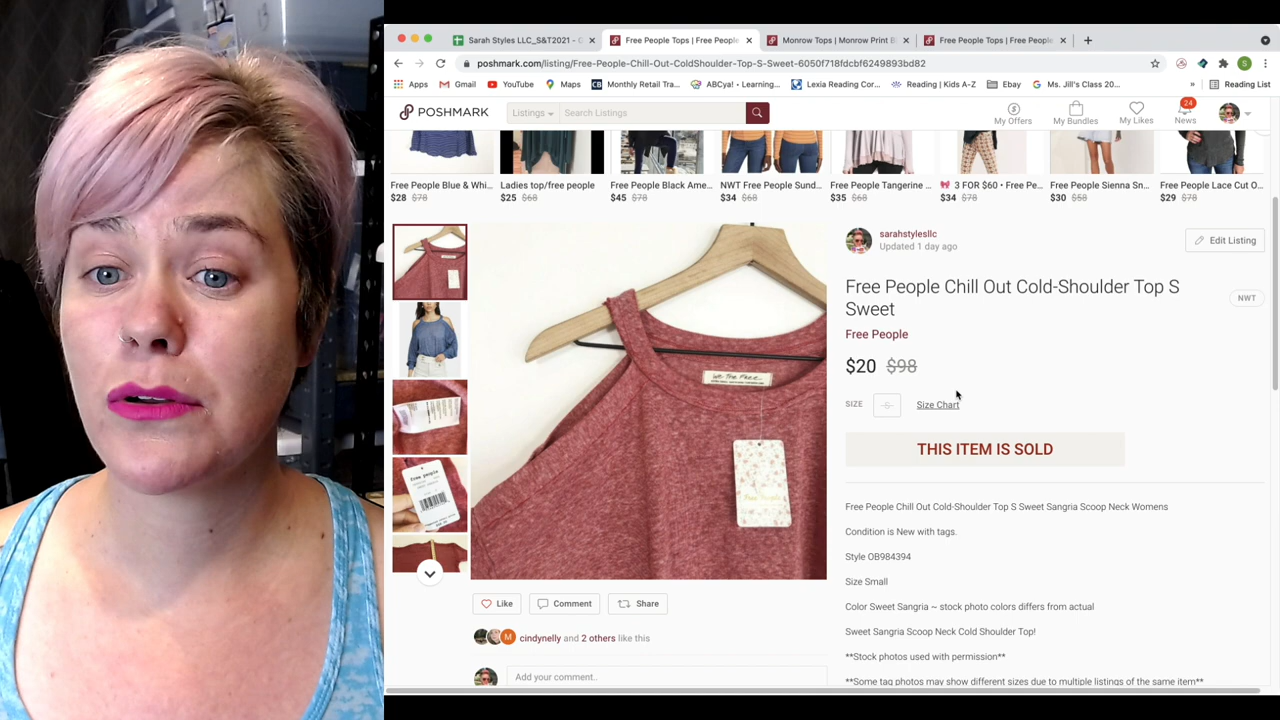 Sarah Styles LLC_S&T2021 - G
Free People Tops | Free People
Monrow Tops | Monrow Print B
Free People Tops | Free People
poshmark.com/listing/Free-People-Chill-Out-ColdShoulder-Top-S-Sweet-6050f718fdcbf6249893bd82
Apps
Gmail
YouTube
Maps
Monthly Retail Tra...
ABCya! • Learning...
Lexia Reading Cor...
Reading | Kids A-Z
Ebay
Ms. Jill's Class 20...
»
Reading List
POSHMARK
Listings
Search Listings
My Offers
My Bundles
My Likes
24
News
Free People Blue & Whi...
$28 $78
Ladies top/free people
$25 $68
Free People Black Ame...
$45 $78
NWT Free People Sund...
$34 $68
Free People Tangerine ...
$35 $68
3 FOR $60 • Free Pe...
$34 $78
Free People Sienna Sn...
$30 $58
Free People Lace Cut O...
$29 $78
sarahstylesllc
Updated 1 day ago
Edit Listing
Free People Chill Out Cold-Shoulder Top S
Sweet
NWT
Free People
$20 $98
SIZE
S
Size Chart
THIS ITEM IS SOLD
Free People Chill Out Cold-Shoulder Top S Sweet Sangria Scoop Neck Womens
Condition is New with tags.
Style OB984394
Size Small
Color Sweet Sangria ~ stock photo colors differs from actual
Sweet Sangria Scoop Neck Cold Shoulder Top!
**Stock photos used with permission**
**Some tag photos may show different sizes due to multiple listings of the same item**
We The Free
Free People
free people
Like
Comment
Share
M
cindynelly and 2 others like this
Add your comment..